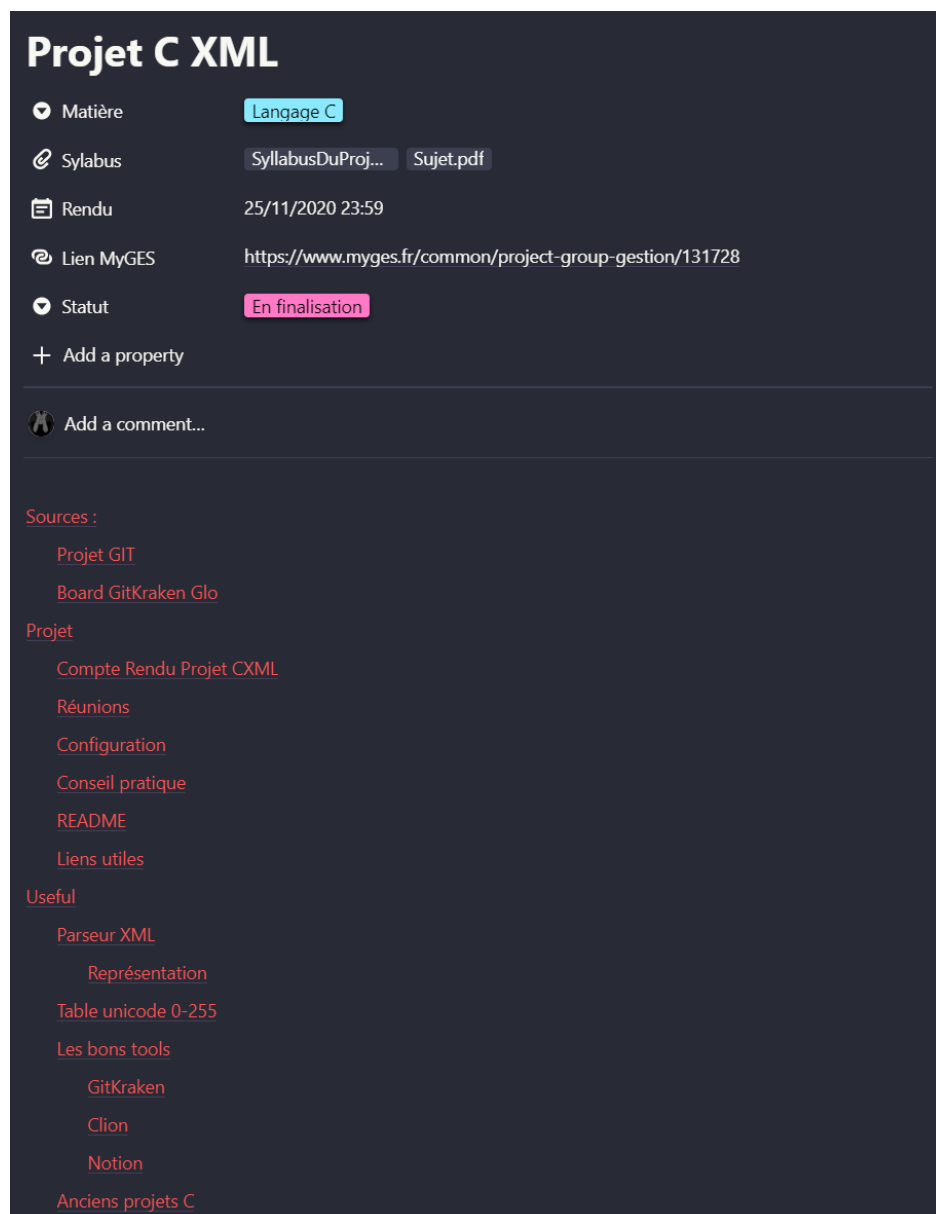 Projet C XML
Matière Langage C
Sylabus SyllabusDuProj... Sujet.pdf
Rendu 25/11/2020 23:59
Lien MyGES https://www.myges.fr/common/project-group-gestion/131728
Statut En finalisation
Add a property
Add a comment...
Sources :
Projet GIT
Board GitKraken Glo
Projet
Compte Rendu Projet CXML
Réunions
Configuration
Conseil pratique
README
Liens utiles
Useful
Parseur XML
Représentation
Table unicode 0-255
Les bons tools
GitKraken
Clion
Notion
Anciens projets C